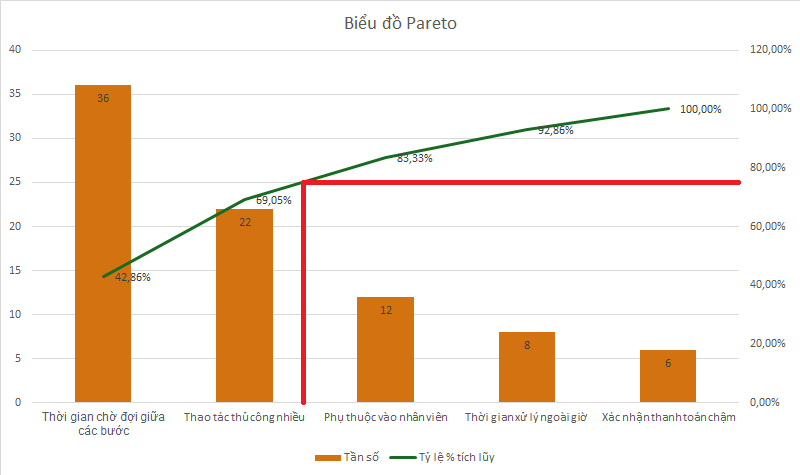 Biểu đồ Pareto
40
35
30
25
20
15
10
5
0
120,00%
100,00%
80,00%
60,00%
40,00%
20,00%
0,00%
36
22
12
8
6
42,86%
69,05%
83,33%
92,86%
100,00%
Thời gian chờ đợi giữa
các bước
Thao tác thủ công nhiều
Phụ thuộc vào nhân viên
Thời gian xử lý ngoài giờ
Xác nhận thanh toán chậm
Tần số
Tỷ lệ % tích lũy